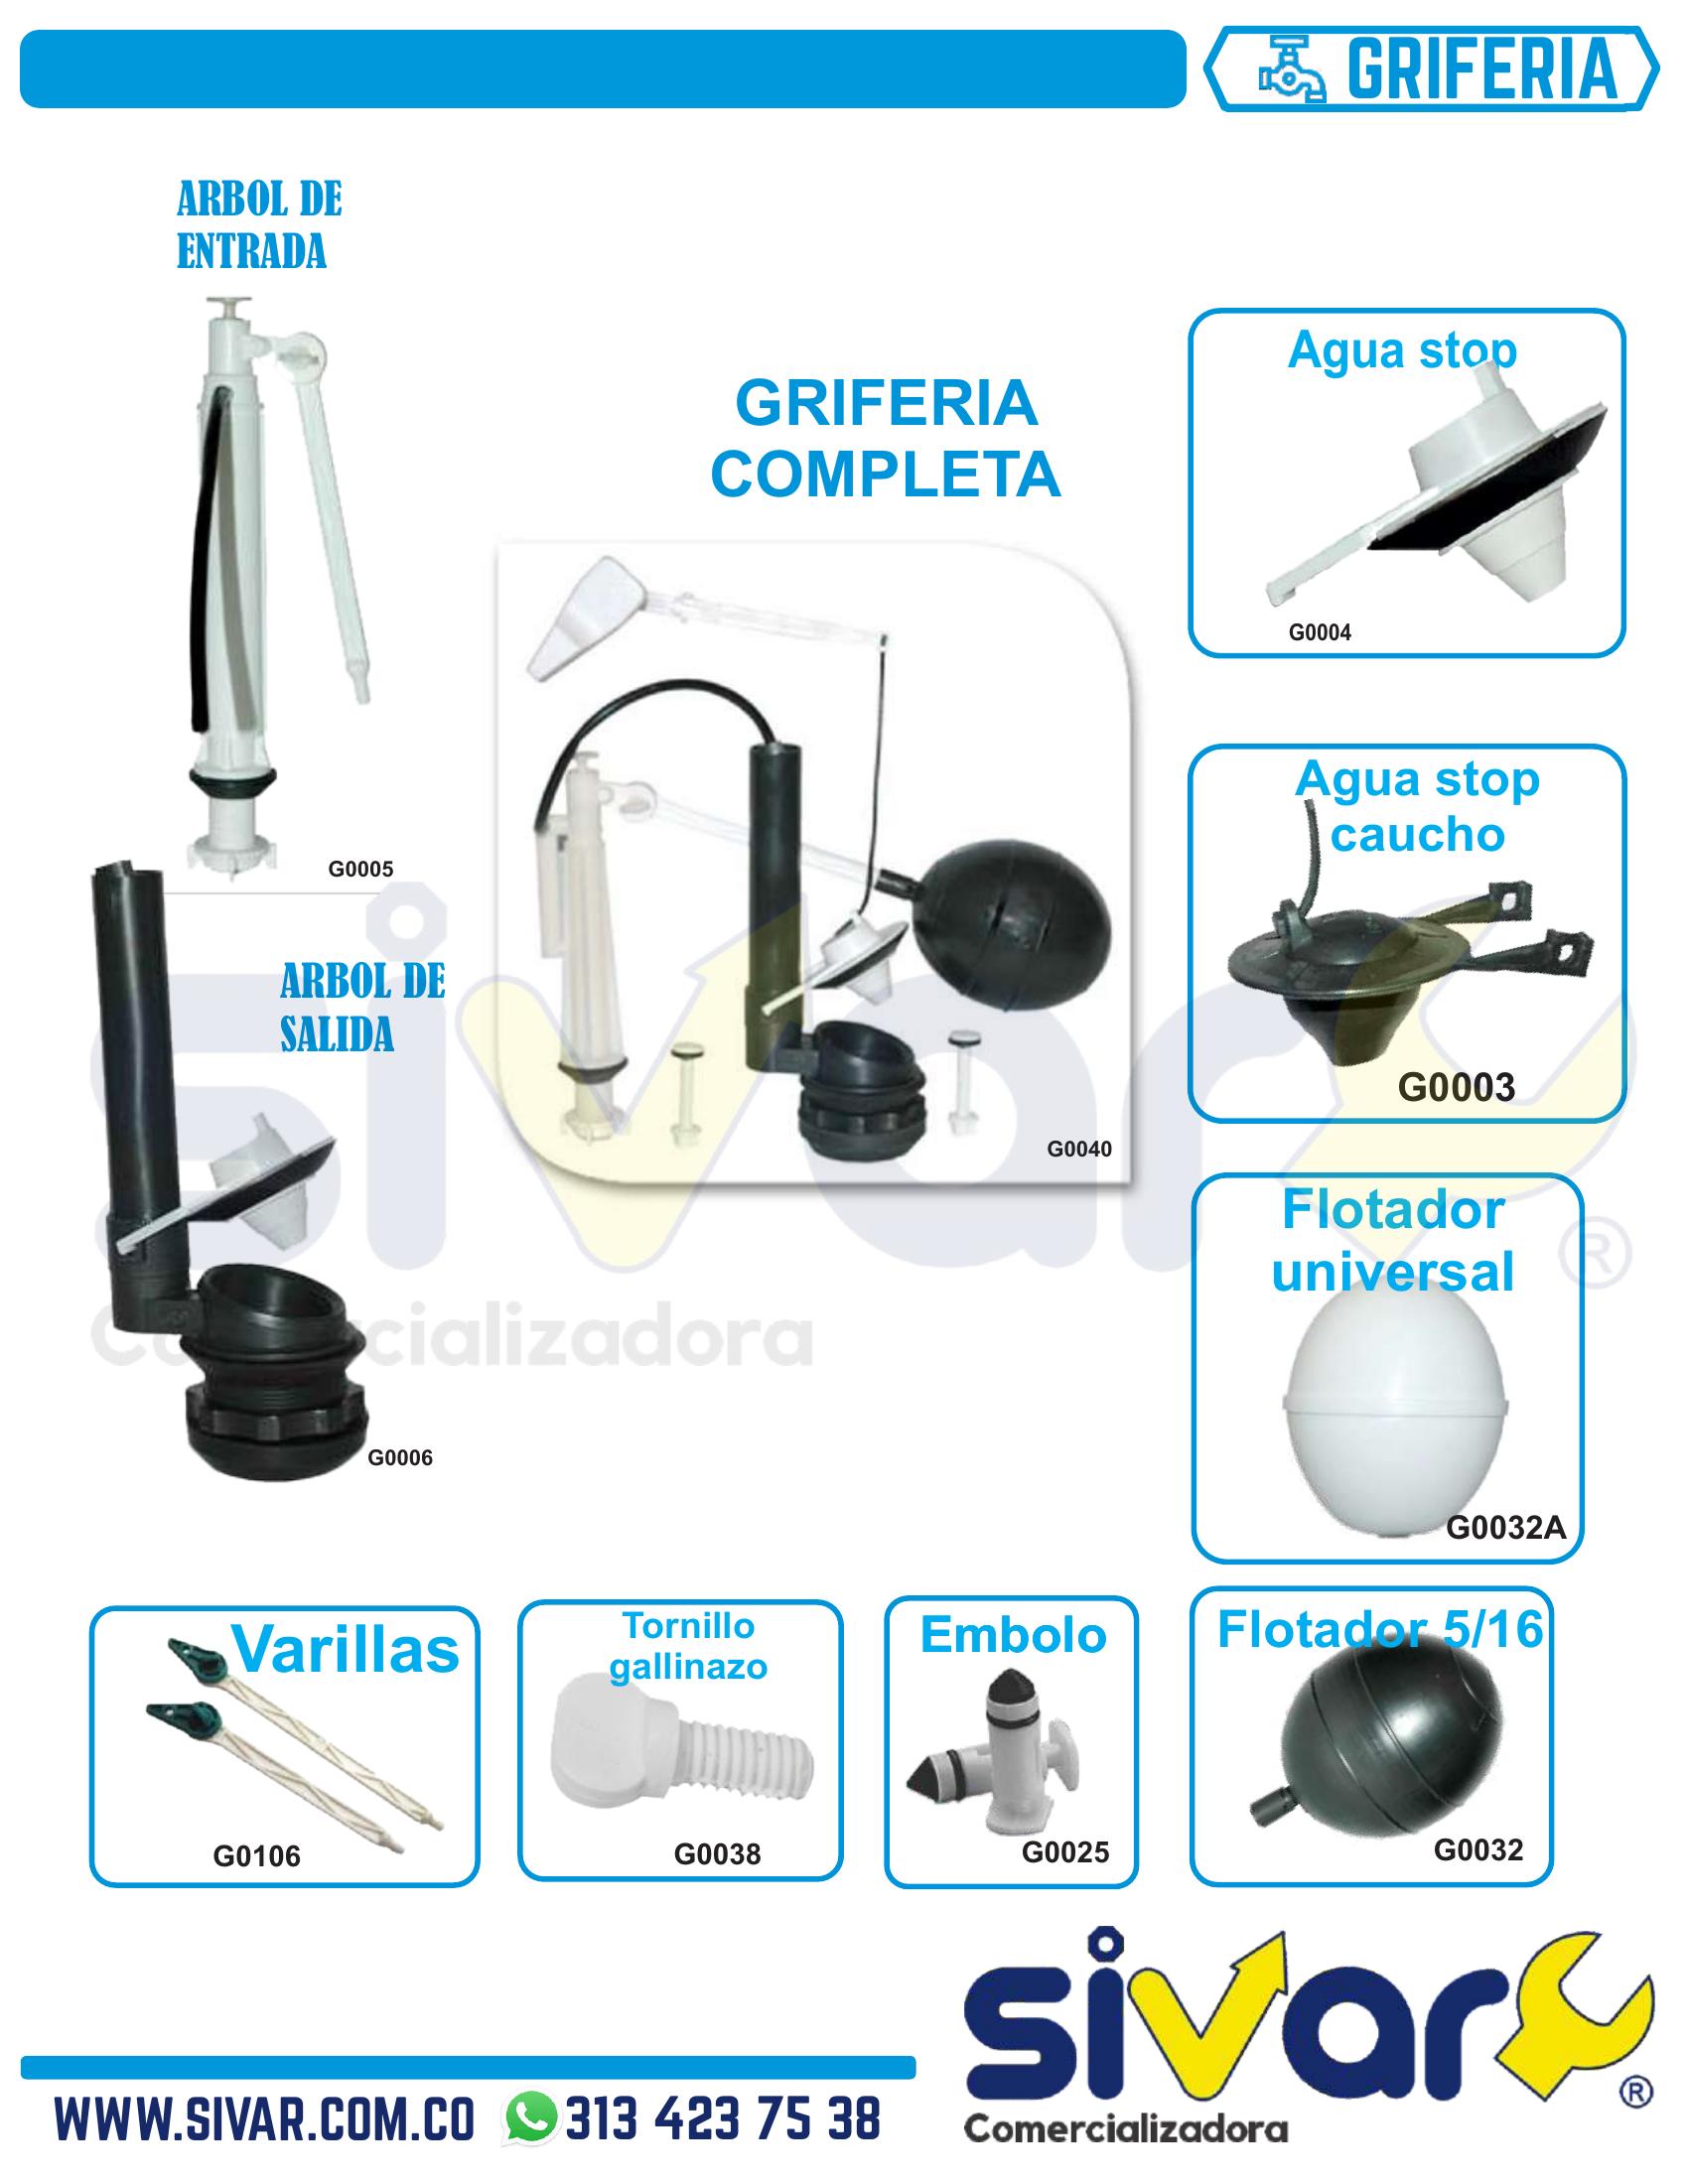 GRIFERIA
ARBOL DE
ENTRADA
G0005
GRIFERIA
COMPLETA
G0040
Agua stop
G0004
Agua stop
caucho
G0003
ARBOL DE
SALIDA
G0006
Flotador
universal
G0032A
Varillas
G0106
Tornillo
gallinazo
G0038
Embolo
G0025
Flotador 5/16
G0032
sivar
®
Comercializadora
WWW.SIVAR.COM.CO
313 423 75 38
sivar
®
Comercializadora